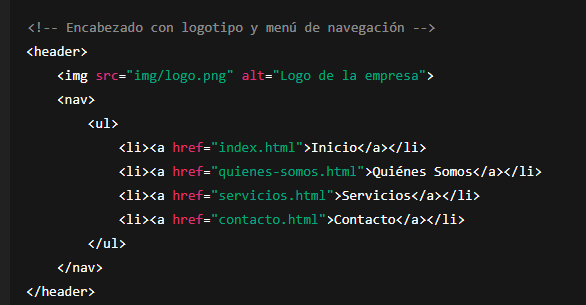 <!-- Encabezado con logotipo y menú de navegación -->
<header>
    <img src="img/logo.png" alt="Logo de la empresa">
    <nav>
        <ul>
            <li><a href="index.html">Inicio</a></li>
            <li><a href="quienes-somos.html">Quiénes Somos</a></li>
            <li><a href="servicios.html">Servicios</a></li>
            <li><a href="contacto.html">Contacto</a></li>
        </ul>
    </nav>
</header>